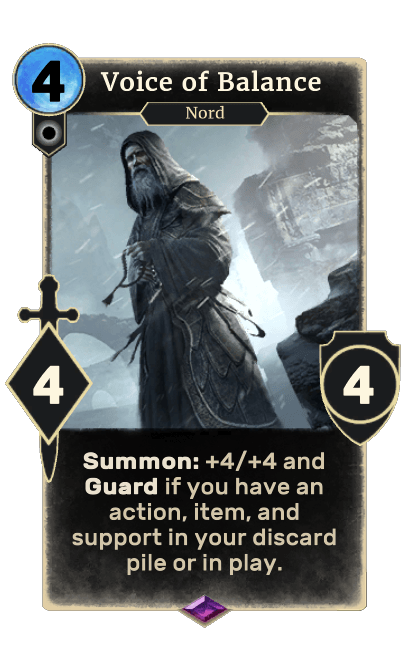 4
Voice of Balance
Nord
4
4
Summon: +4/+4 and
Guard if you have an
action, item, and
support in your discard
pile or in play.